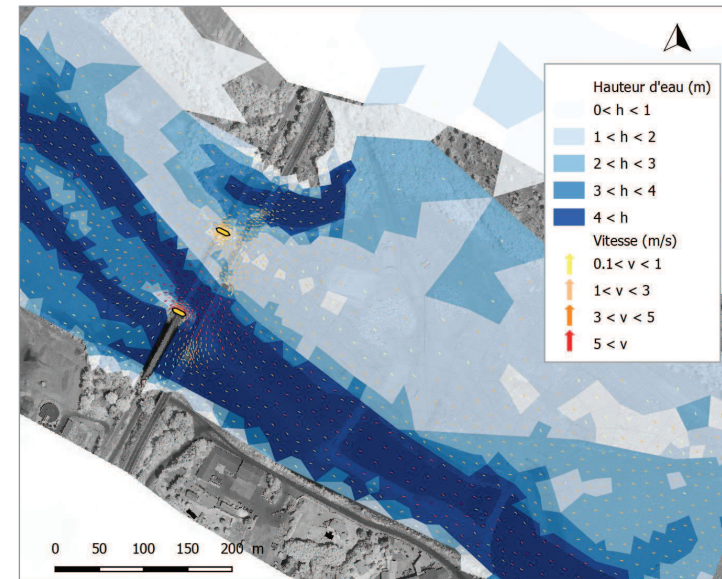 Hauteur d'eau (m)
0< h < 1
1 < h < 2
2 < h < 3
3 < h < 4
4 < h
Vitesse (m/s)
0.1< v < 1
1< v < 3
3 < v < 5
5 < v
0 50 100 150 200 m